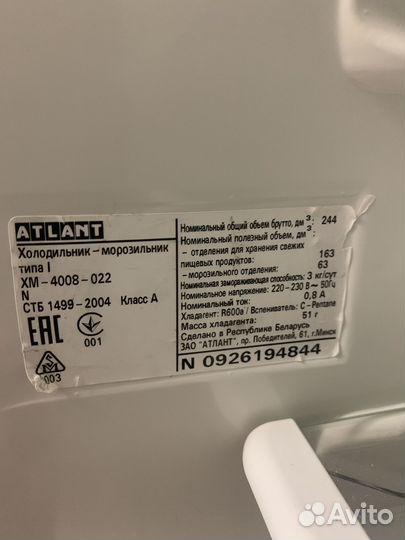 ATLANT
Холодильник-морозильник
типа I
ХМ-4008-022
N
СТБ 1499-2004 Класс А
EAC
001
003
Номинальный общий объем брутто, дм³: 244
Номинальный полезный объем, дм³:
- отделения для хранения свежих
пищевых продуктов: 163
- морозильного отделения: 63
Номинальная замораживающая способность: 3 кг/сут
Номинальное напряжение: 220-230 В ~ 50Гц
Номинальный ток: 0,8 А
Хладагент: R600a / Вспениватель: C-Pentane
Масса хладагента: 51 г
Сделано в Республике Беларусь
ЗАО "АТЛАНТ", пр. Победителей, 61, г.Минск
N 0926194844
Avito